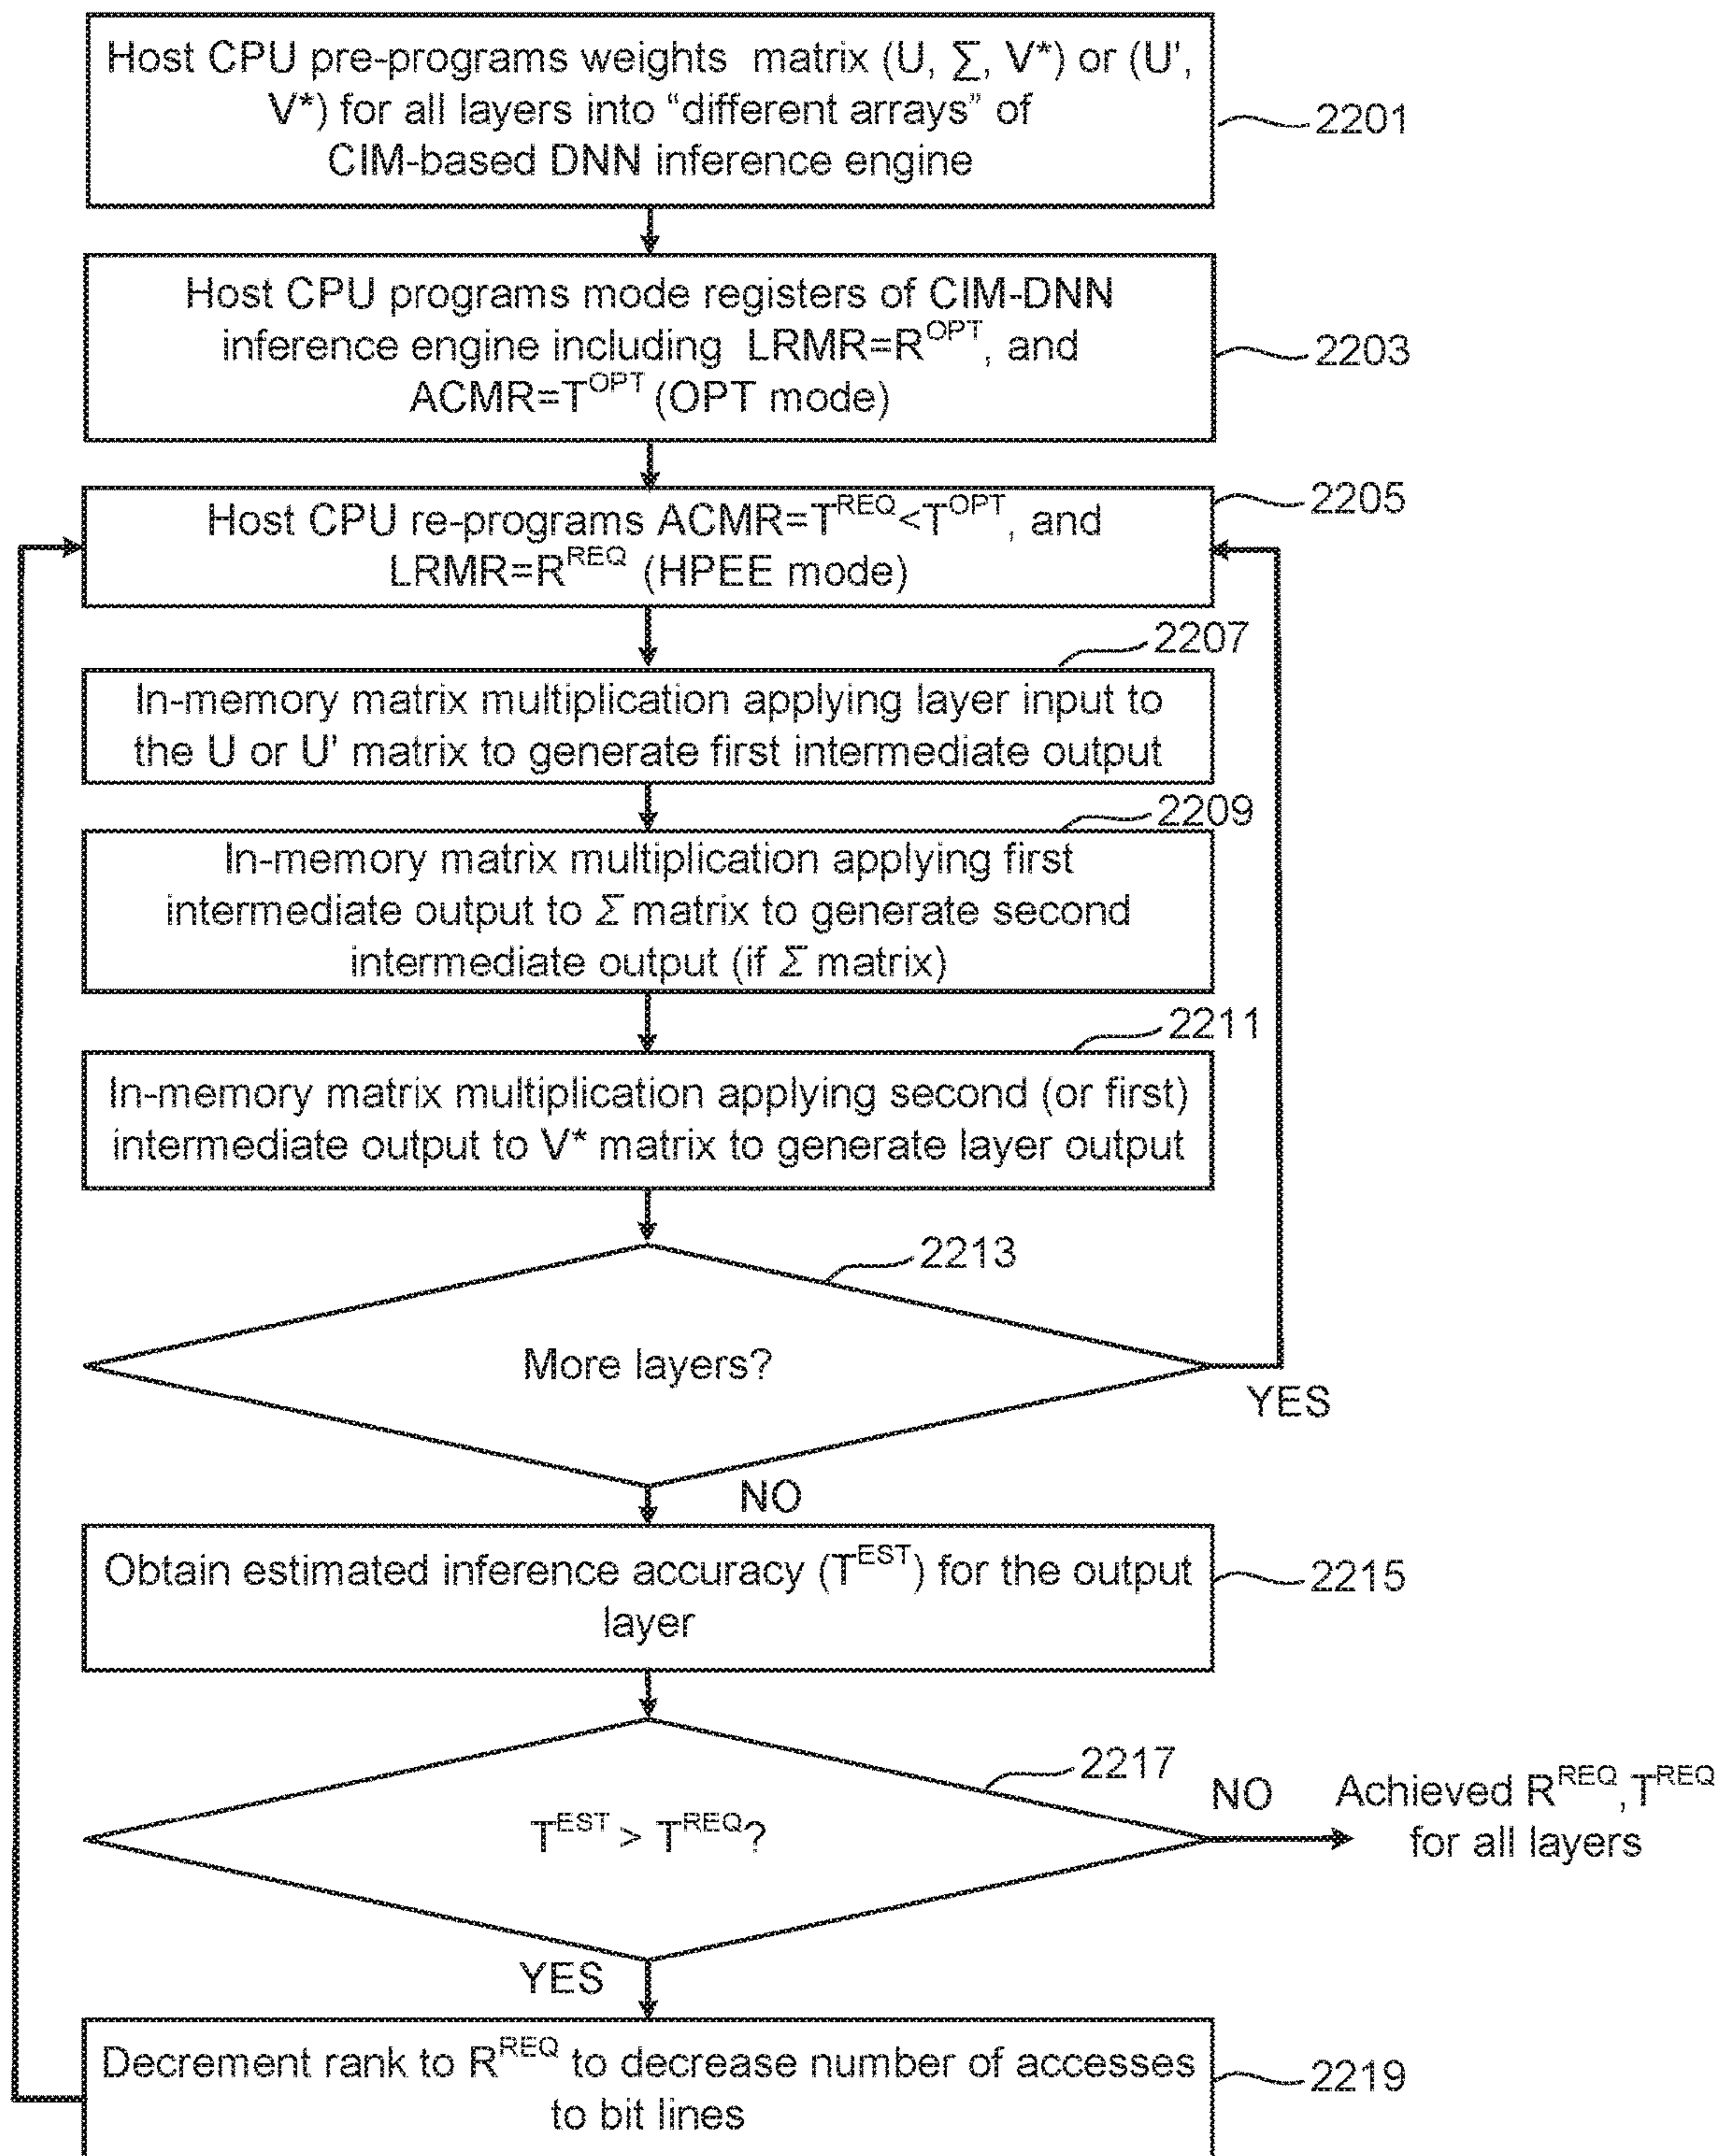 Host CPU pre-programs weights matrix (U, Σ, V*) or (U',
V*) for all layers into "different arrays" of
CIM-based DNN inference engine
2201
Host CPU programs mode registers of CIM-DNN
inference engine including LRMR=R^OPT, and
ACMR=T^OPT (OPT mode)
2203
Host CPU re-programs ACMR=T^REQ<T^OPT, and
LRMR=R^REQ (HPEE mode)
2205
2207
In-memory matrix multiplication applying layer input to
the U or U' matrix to generate first intermediate output
2209
In-memory matrix multiplication applying first
intermediate output to Σ matrix to generate second
intermediate output (if Σ matrix)
2211
In-memory matrix multiplication applying second (or first)
intermediate output to V* matrix to generate layer output
2213
More layers?
YES
NO
Obtain estimated inference accuracy (T^EST) for the output
layer
2215
2217
T^EST > T^REQ?
NO
Achieved R^REQ,T^REQ
for all layers
YES
Decrement rank to R^REQ to decrease number of accesses
to bit lines
2219